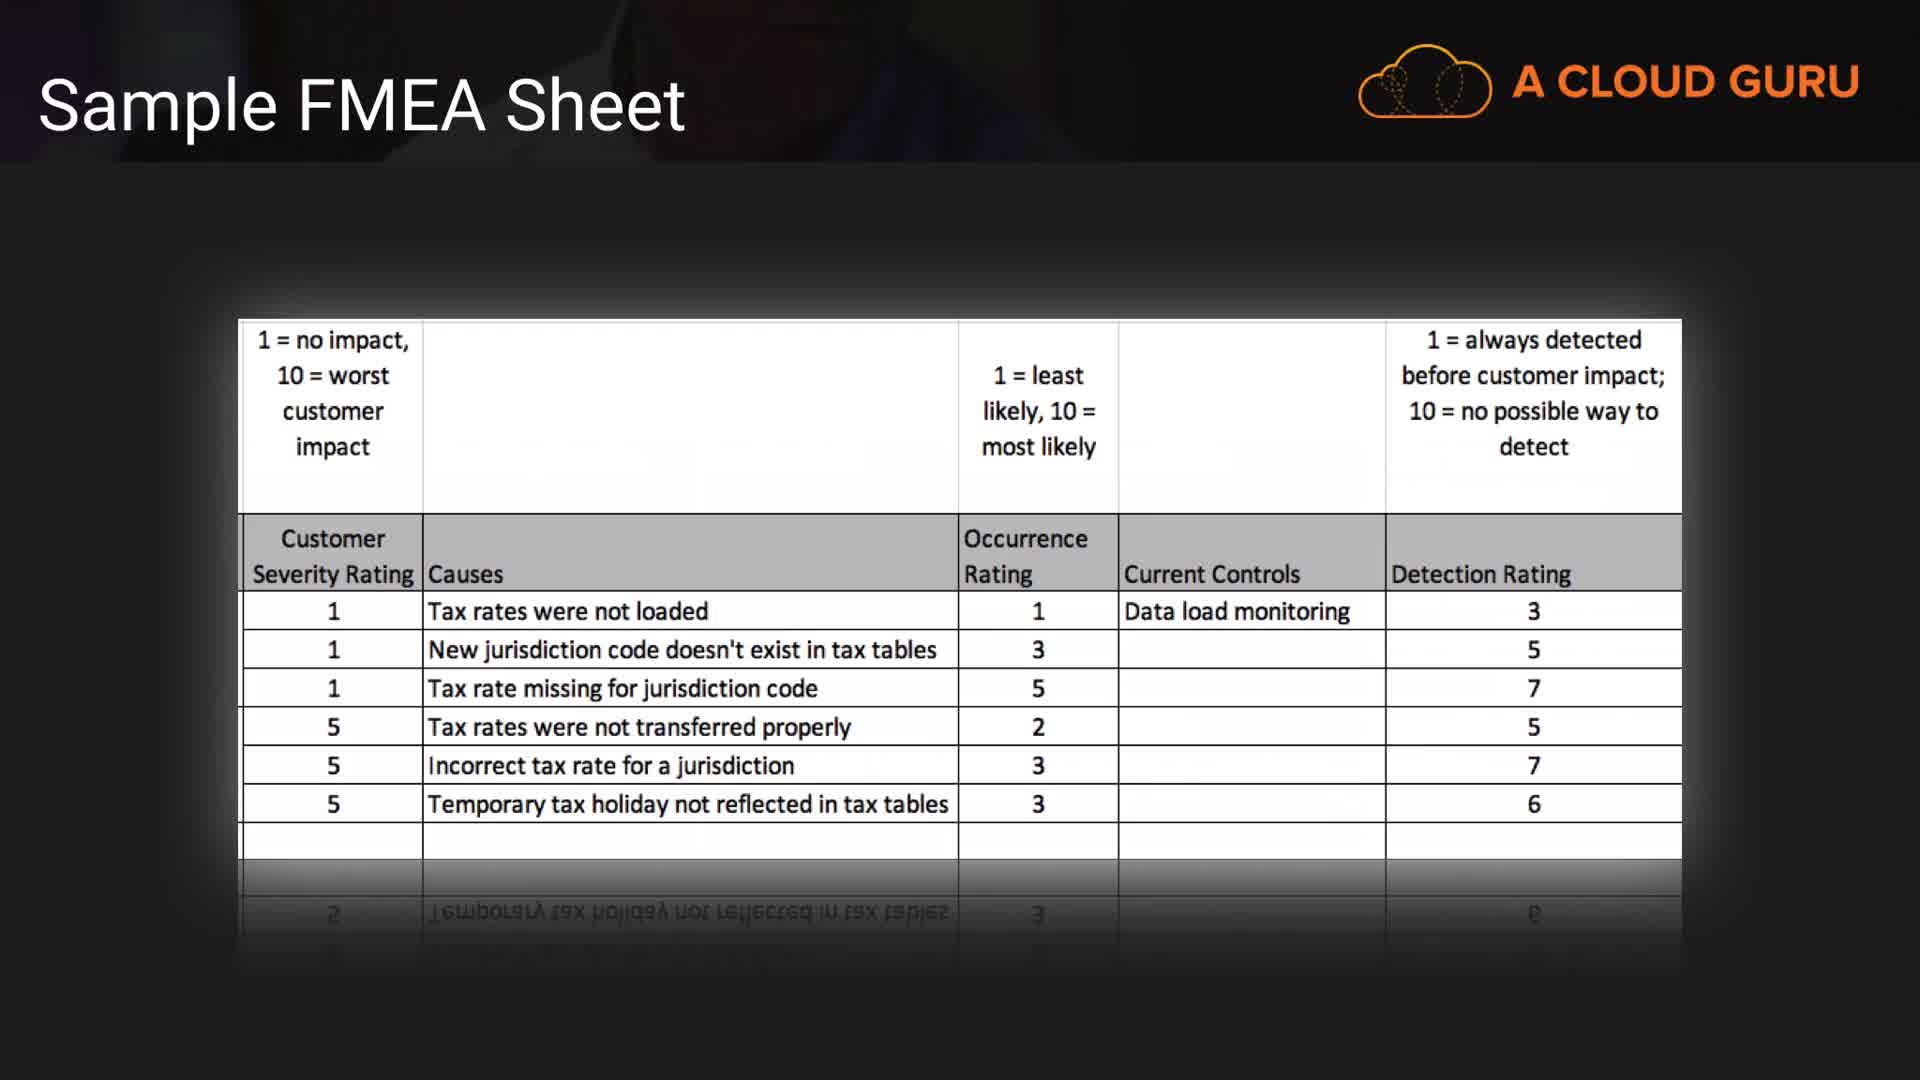 Sample FMEA Sheet
A CLOUD GURU
1 = no impact,
10 = worst
customer
impact
1 = least
likely, 10 =
most likely
1 = always detected
before customer impact;
10 = no possible way to
detect
Customer
Severity Rating
Causes
Occurrence
Rating
Current Controls
Detection Rating
1 Tax rates were not loaded 1 Data load monitoring 3
1 New jurisdiction code doesn't exist in tax tables 3 5
1 Tax rate missing for jurisdiction code 5 7
5 Tax rates were not transferred properly 2 5
5 Incorrect tax rate for a jurisdiction 3 7
5 Temporary tax holiday not reflected in tax tables 3 6